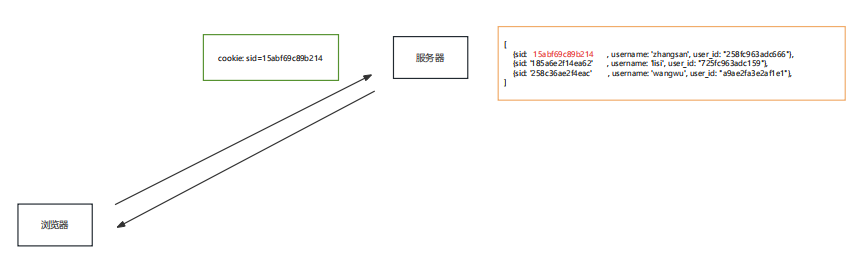 cookie: sid=15abf69c89b214
服务器
[
{sid: 15abf69c89b214 , username: 'zhangsan', user_id: "258fc963adc666"},
{sid: "185a6e2f14ea62' , username: 'lisi', user_id: "725fc963adc159"},
{sid: '258c36ae2f4eac' , username: 'wangwu', user_id: "a9ae2fa3e2af1e1"},
]
浏览器